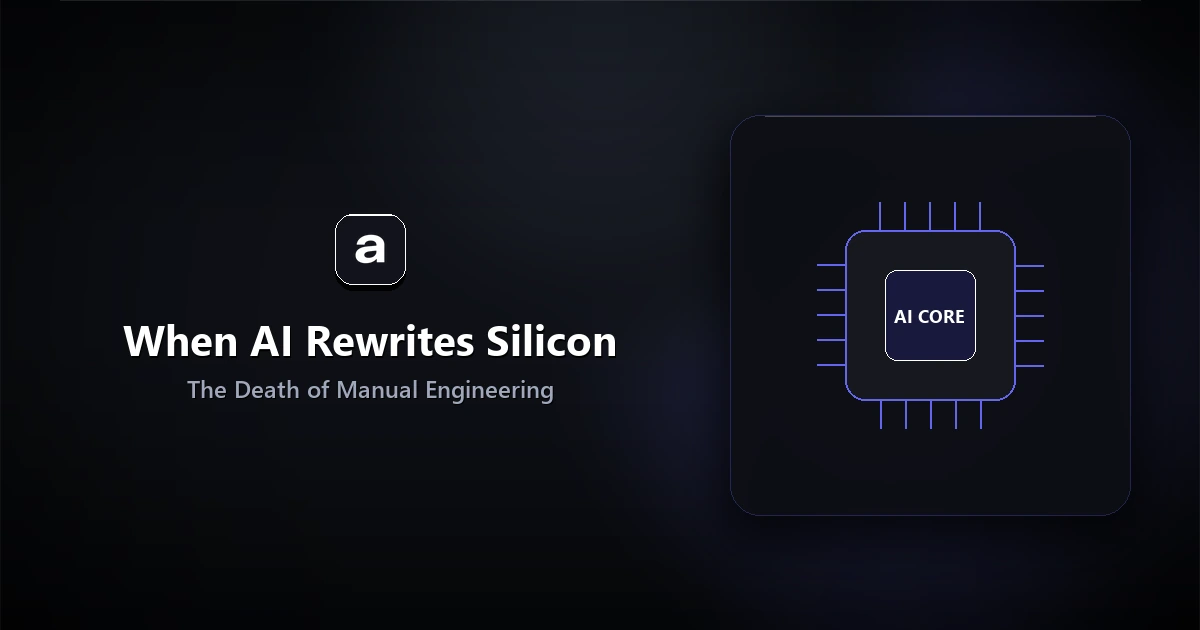 a
When AI Rewrites Silicon
The Death of Manual Engineering
AI CORE